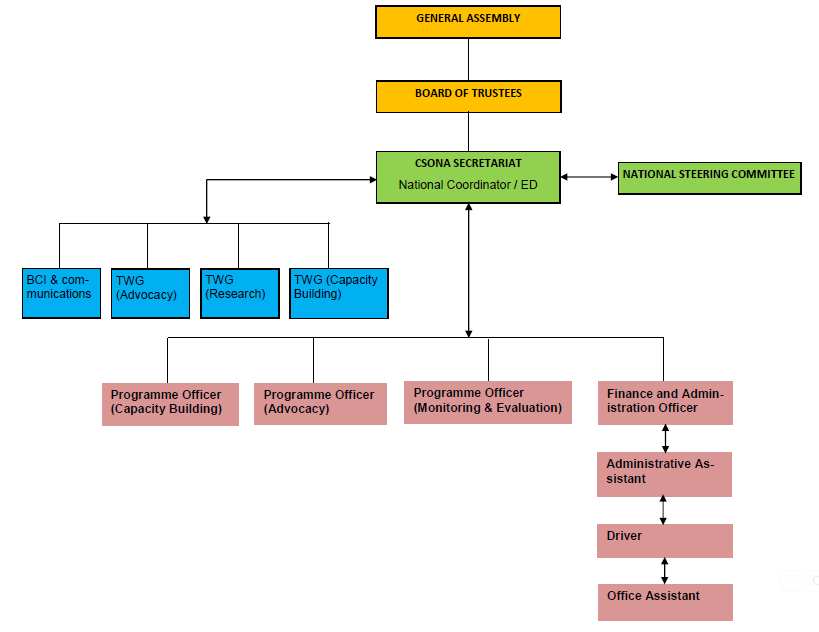 GENERAL ASSEMBLY
BOARD OF TRUSTEES
CSONA SECRETARIAT
National Coordinator / ED
NATIONAL STEERING COMMITTEE
BCI & com-
munications
TWG
(Advocacy)
TWG
(Research)
TWG (Capacity
Building)
Programme Officer
(Capacity Building)
Programme Officer
(Advocacy)
Programme Officer
(Monitoring & Evaluation)
Finance and Admin-
istration Officer
Administrative As-
sistant
Driver
Office Assistant